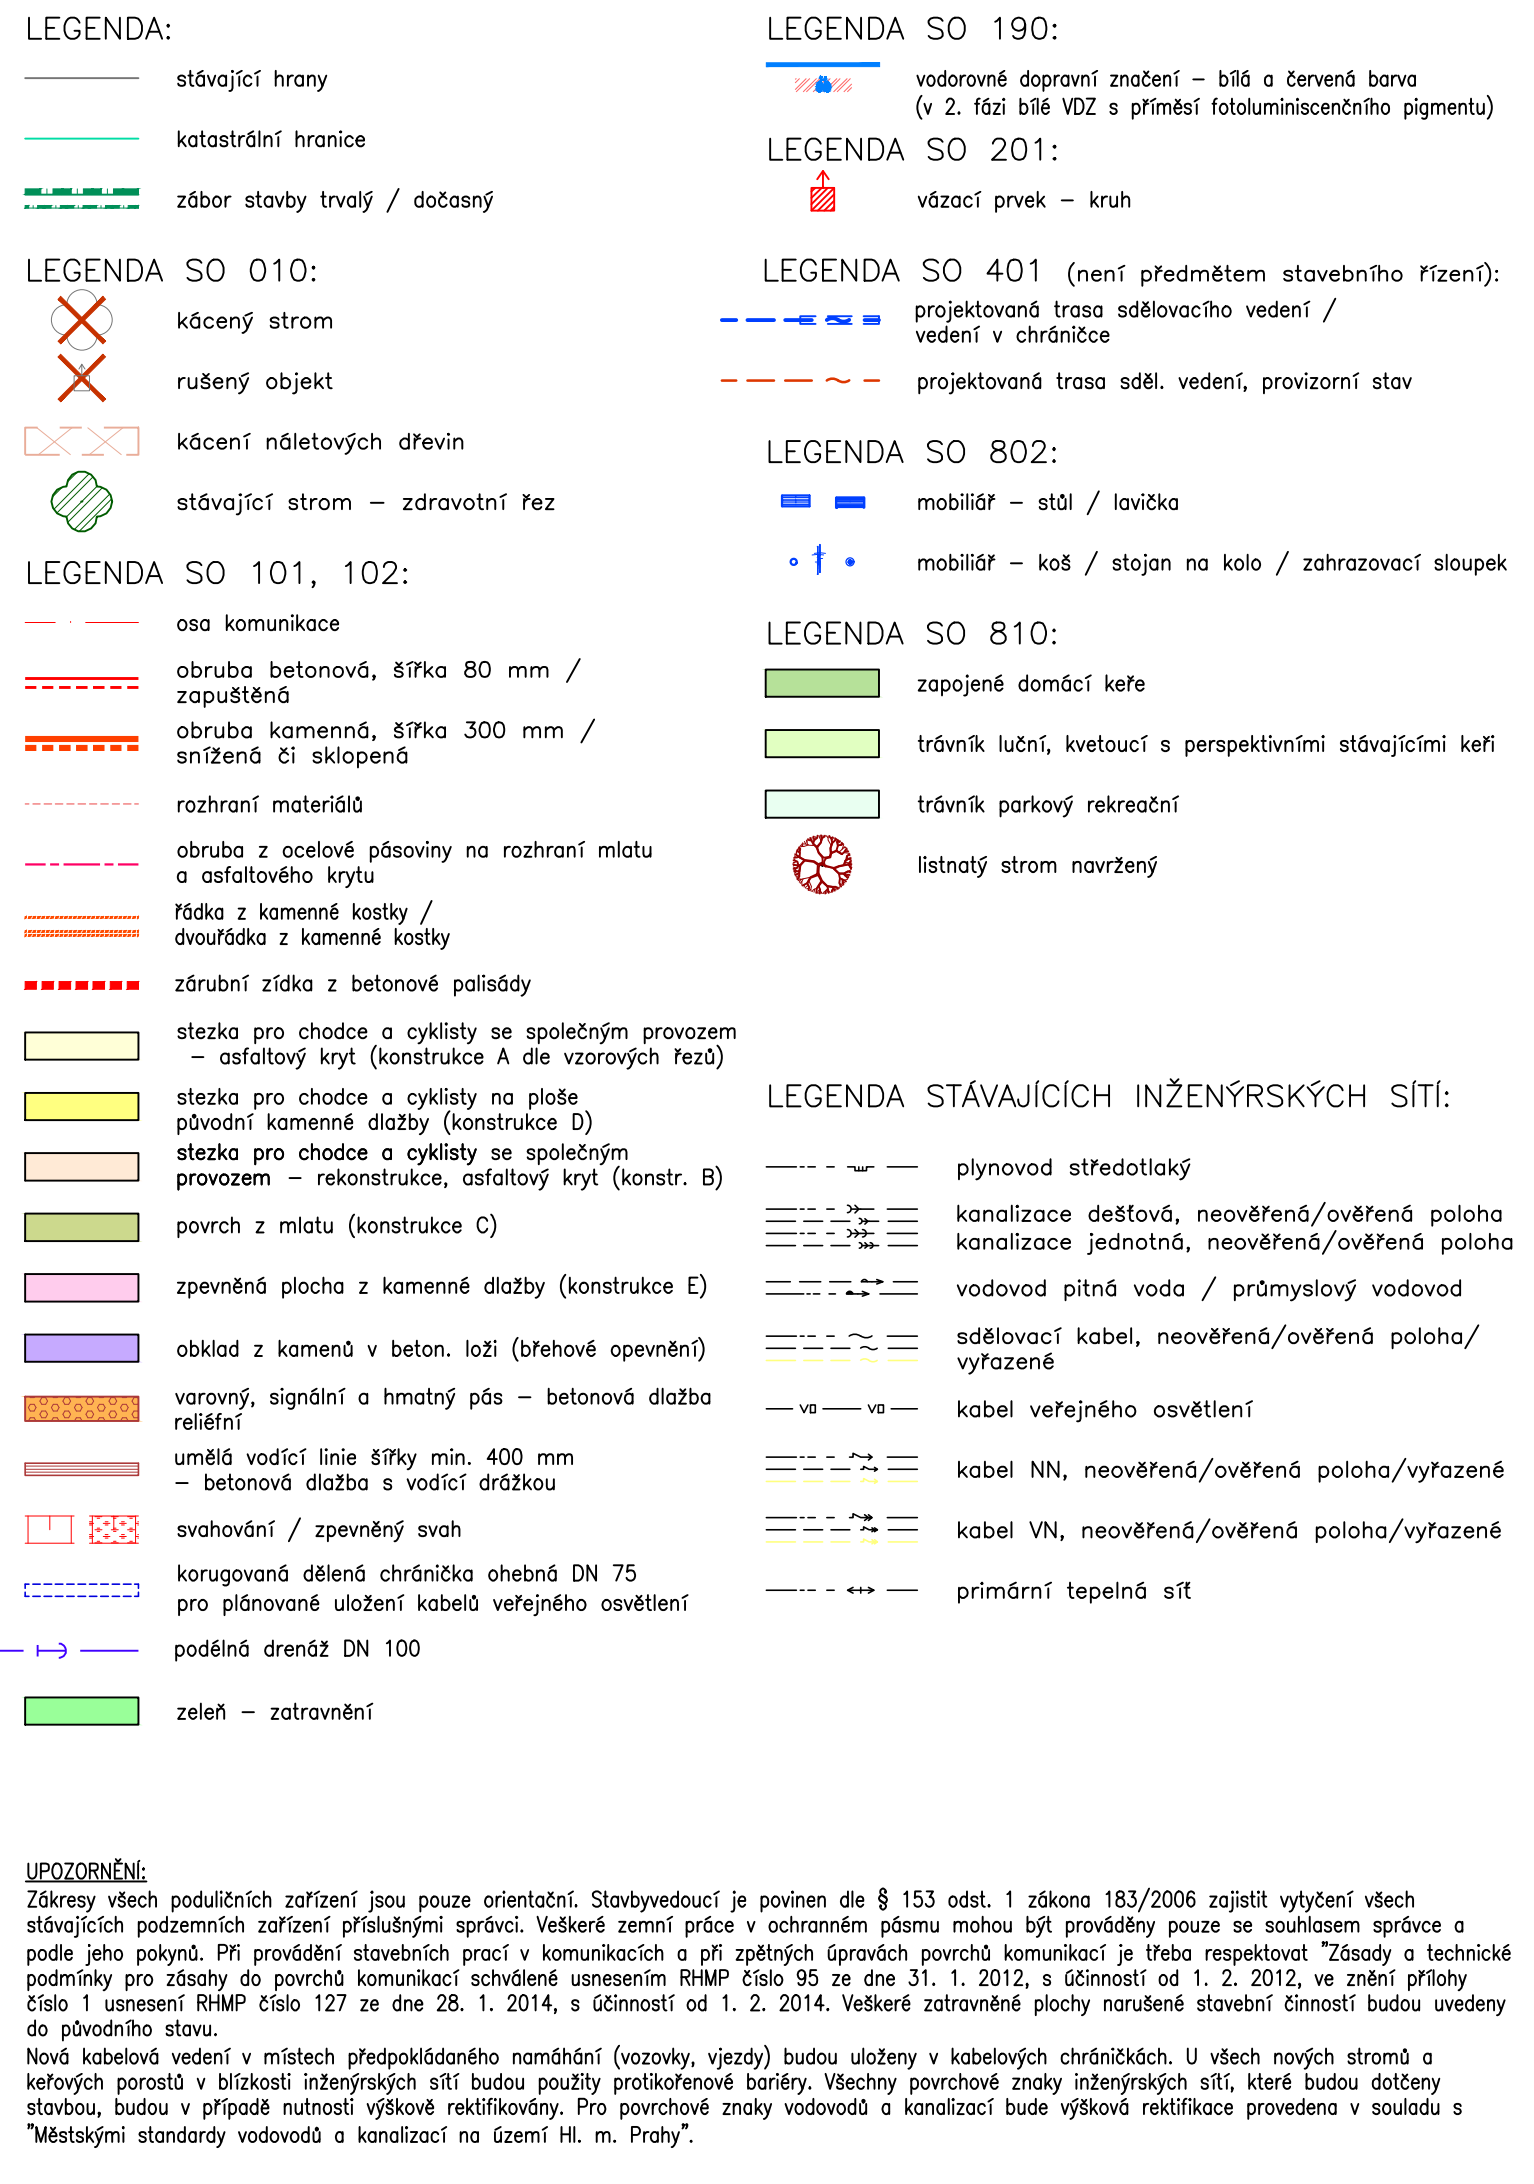 LEGENDA:
stávající hrany
katastrální hranice
zábor stavby trvalý / dočasný
LEGENDA SO 010:
kácený strom
rušený objekt
kácení náletových dřevin
stávající strom – zdravotní řez
LEGENDA SO 101, 102:
osa komunikace
obruba betonová, šířka 80 mm /
zapuštěná
obruba kamenná, šířka 300 mm /
snížená či sklopená
rozhraní materiálů
obruba z ocelové pásoviny na rozhraní mlatu
a asfaltového krytu
řádka z kamenné kostky /
dvouřádka z kamenné kostky
zárubní zídka z betonové palisády
stezka pro chodce a cyklisty se společným provozem
– asfaltový kryt (konstrukce A dle vzorových řezů)
stezka pro chodce a cyklisty na ploše
původní kamenné dlažby (konstrukce D)
stezka pro chodce a cyklisty se společným
provozem – rekonstrukce, asfaltový kryt (konstr. B)
povrch z mlatu (konstrukce C)
zpevněná plocha z kamenné dlažby (konstrukce E)
obklad z kamenů v beton. loži (břehové opevnění)
varovný, signální a hmatný pás – betonová dlažba
reliéfní
umělá vodící linie šířky min. 400 mm
– betonová dlažba s vodící drážkou
svahování / zpevněný svah
korugovaná dělená chránička ohebná DN 75
pro plánované uložení kabelů veřejného osvětlení
podélná drenáž DN 100
zeleň – zatravnění
LEGENDA SO 190:
vodorovné dopravní značení – bílá a červená barva
(v 2. fázi bílé VDZ s příměsí fotoluminiscenčního pigmentu)
LEGENDA SO 201:
vázací prvek – kruh
LEGENDA SO 401 (není předmětem stavebního řízení):
projektovaná trasa sdělovacího vedení /
vedení v chráničce
projektovaná trasa sděl. vedení, provizorní stav
LEGENDA SO 802:
mobiliář – stůl / lavička
mobiliář – koš / stojan na kolo / zahrazovací sloupek
LEGENDA SO 810:
zapojené domácí keře
trávník luční, kvetoucí s perspektivními stávajícími keři
trávník parkový rekreační
listnatý strom navržený
LEGENDA STÁVAJÍCÍCH INŽENÝRSKÝCH SÍTÍ:
plynovod středotlaký
kanalizace dešťová, neověřená/ověřená poloha
kanalizace jednotná, neověřená/ověřená poloha
vodovod pitná voda / průmyslový vodovod
sdělovací kabel, neověřená/ověřená poloha/
vyřazené
kabel veřejného osvětlení
kabel NN, neověřená/ověřená poloha/vyřazené
kabel VN, neověřená/ověřená poloha/vyřazené
primární tepelná síť
UPOZORNĚNÍ:
Zákresy všech poduličních zařízení jsou pouze orientační. Stavbyvedoucí je povinen dle § 153 odst. 1 zákona 183/2006 zajistit vytyčení všech
stávajících podzemních zařízení příslušnými správci. Veškeré zemní práce v ochranném pásmu mohou být prováděny pouze se souhlasem správce a
podle jeho pokynů. Při provádění stavebních prací v komunikacích a při zpětných úpravách povrchů komunikací je třeba respektovat "Zásady a technické
podmínky pro zásahy do povrchů komunikací schválené usnesením RHMP číslo 95 ze dne 31. 1. 2012, s účinností od 1. 2. 2012, ve znění přílohy
číslo 1 usnesení RHMP číslo 127 ze dne 28. 1. 2014, s účinností od 1. 2. 2014. Veškeré zatravněné plochy narušené stavební činností budou uvedeny
do původního stavu.
Nová kabelová vedení v místech předpokládaného namáhání (vozovky, vjezdy) budou uloženy v kabelových chráničkách. U všech nových stromů a
keřových porostů v blízkosti inženýrských sítí budou použity protikořenové bariéry. Všechny povrchové znaky inženýrských sítí, které budou dotčeny
stavbou, budou v případě nutnosti výškově rektifikovány. Pro povrchové znaky vodovodů a kanalizací bude výšková rektifikace provedena v souladu s
"Městskými standardy vodovodů a kanalizací na území Hl. m. Prahy".